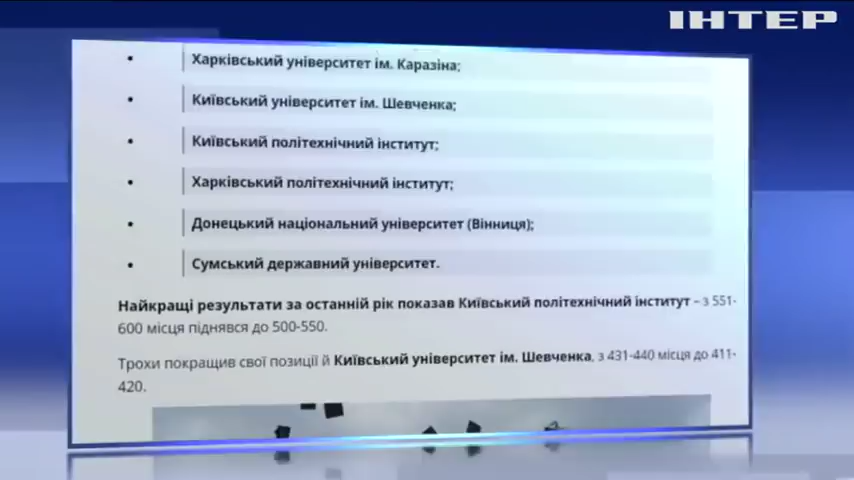 ІНТЕР
Харківський університет ім. Каразіна;
Київський університет ім. Шевченка;
Київський політехнічний інститут;
Харківський політехнічний інститут;
Донецький національний університет (Вінниця);
Сумський державний університет.
Найкращі результати за останній рік показав Київський політехнічний інститут – з 551-
600 місця піднявся до 500-550.
Трохи покращив свої позиції й Київський університет ім. Шевченка, з 431-440 місця до 411-
420.